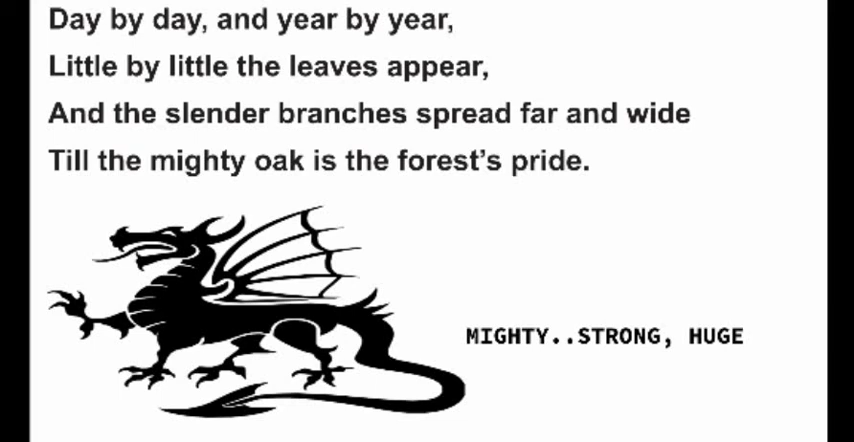 Day by day, and year by year,
Little by little the leaves appear,
And the slender branches spread far and wide
Till the mighty oak is the forest’s pride.
MIGHTY..STRONG, HUGE